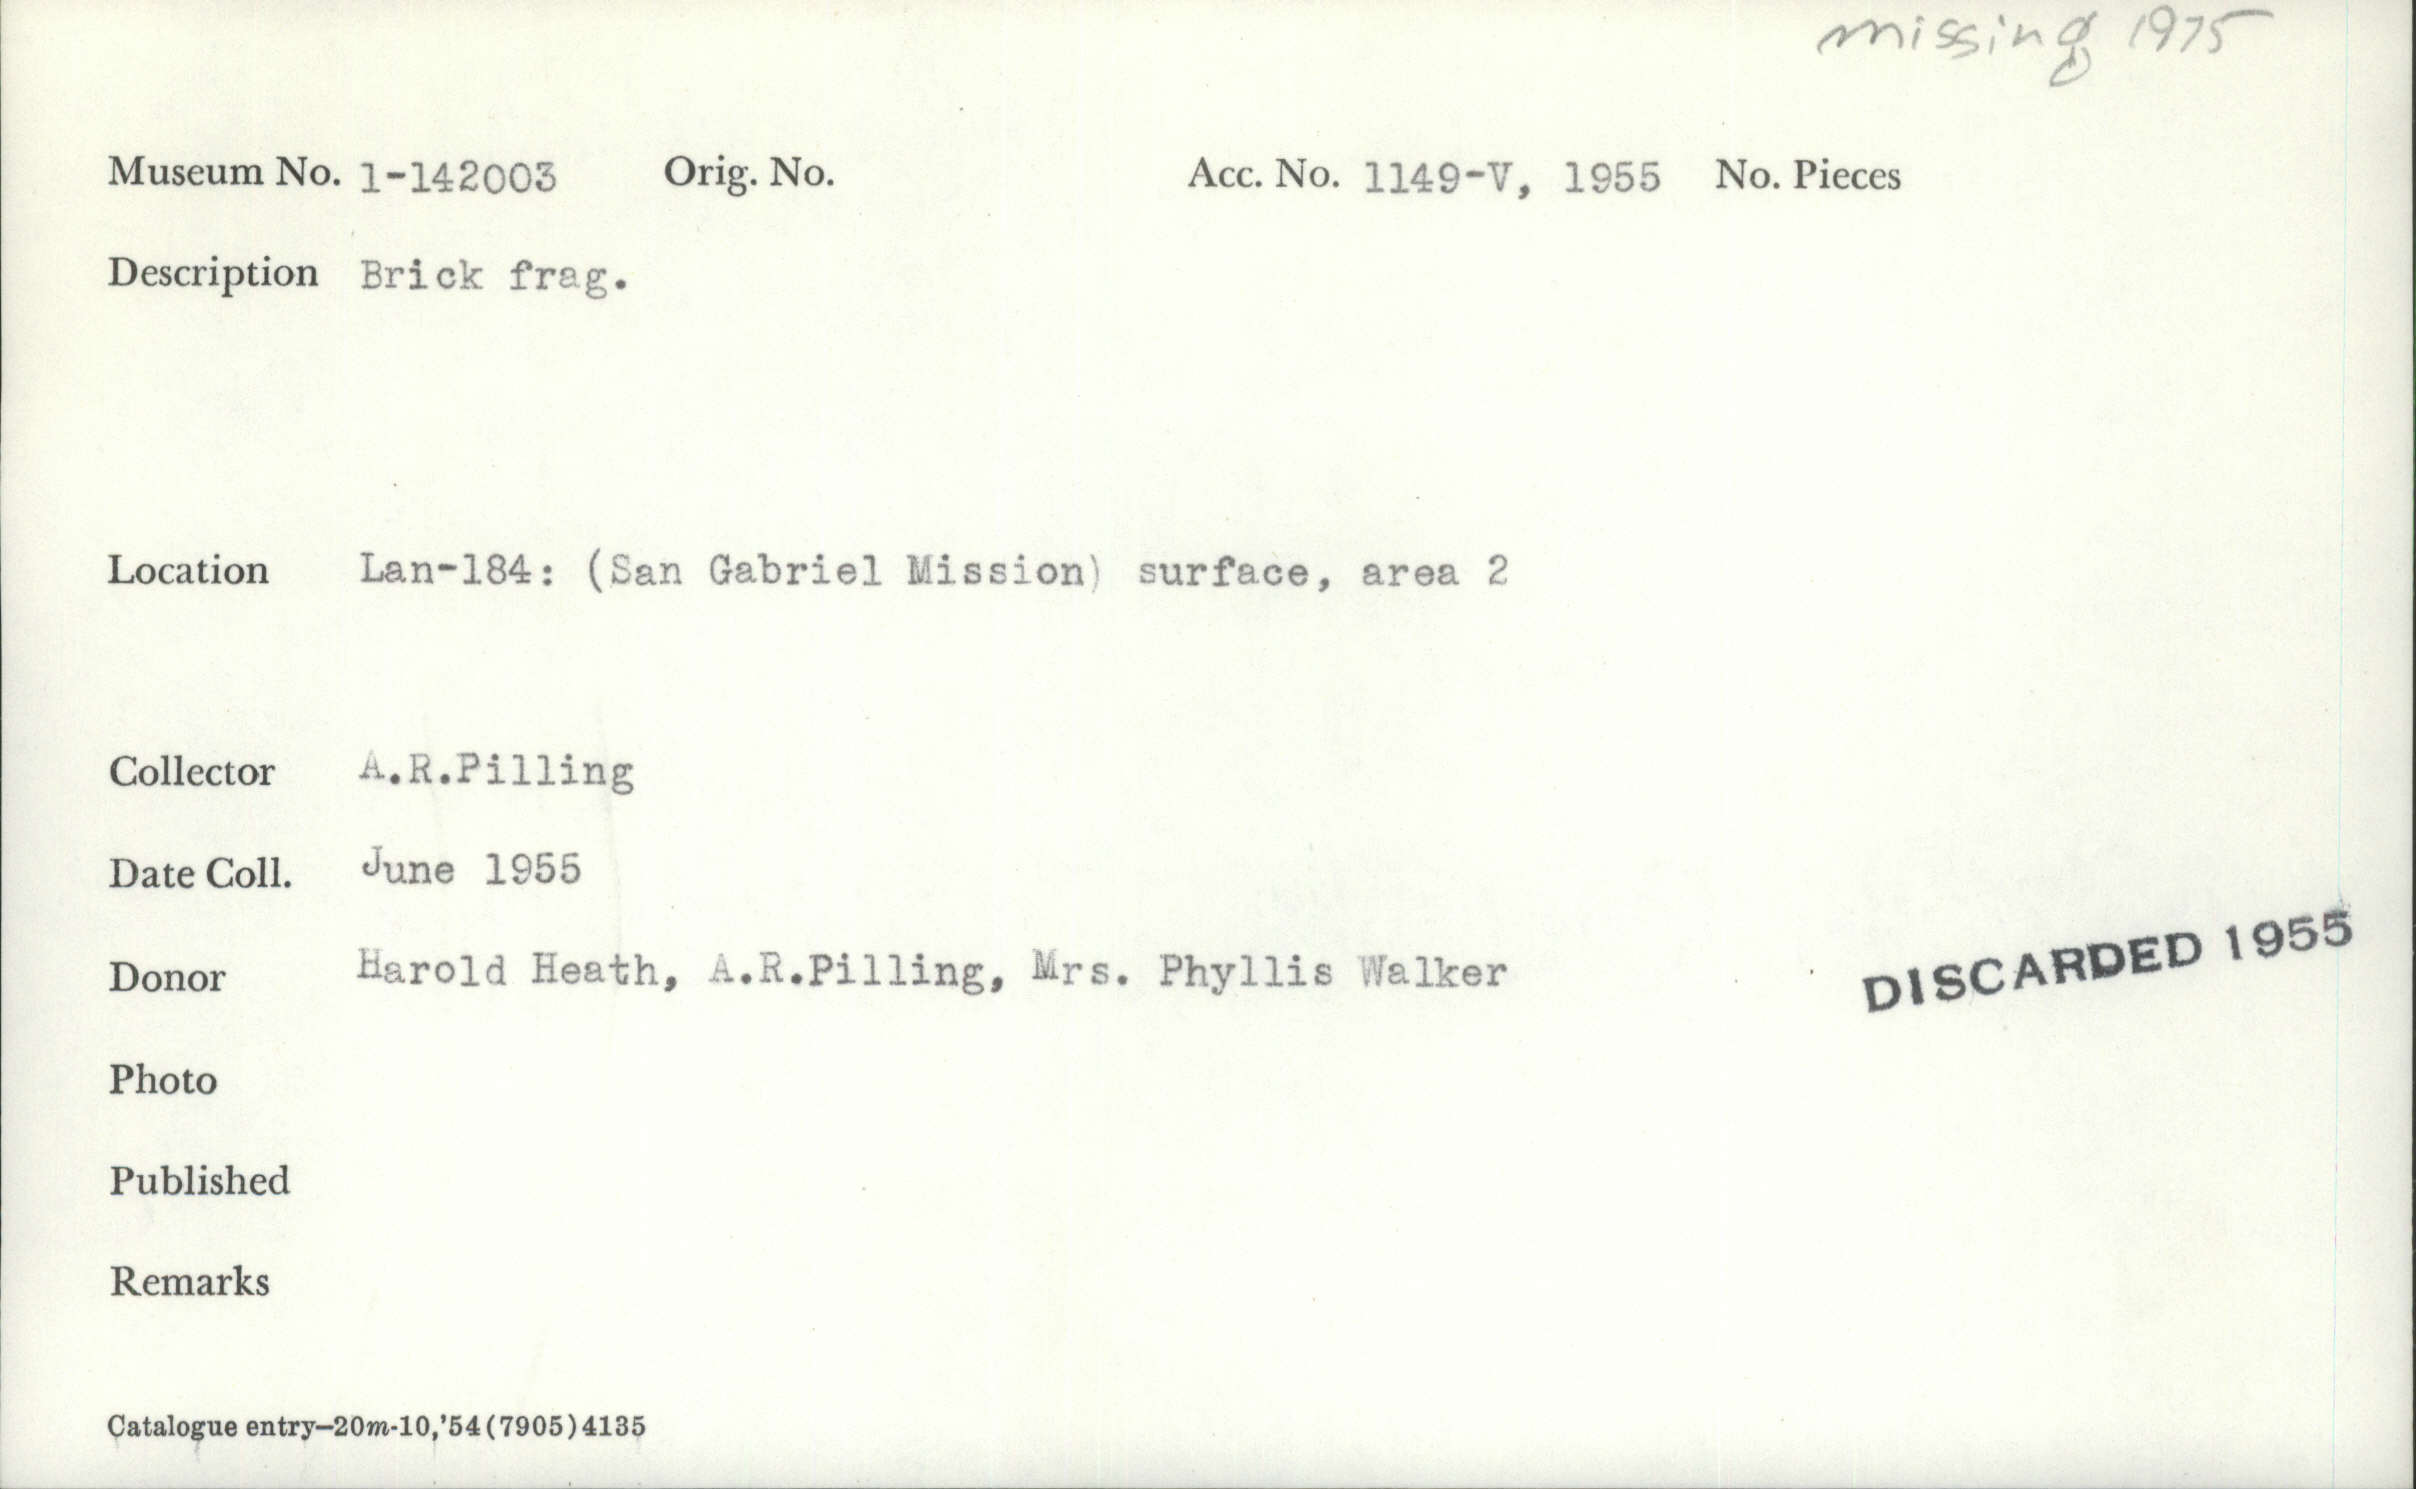 missing 1975
Museum No. 1-142003 Orig. No. Acc. No. 1149-V, 1955 No. Pieces
Description Brick frag.
Location Lan-184: (San Gabriel Mission) surface, area 2
Collector A.R.Pilling
Date Coll. June 1955
Donor Harold Heath, A.R.Pilling, Mrs. Phyllis Walker
DISCARDED 1955
Photo
Published
Remarks
Catalogue entry—20m-10,'54(7905)4135